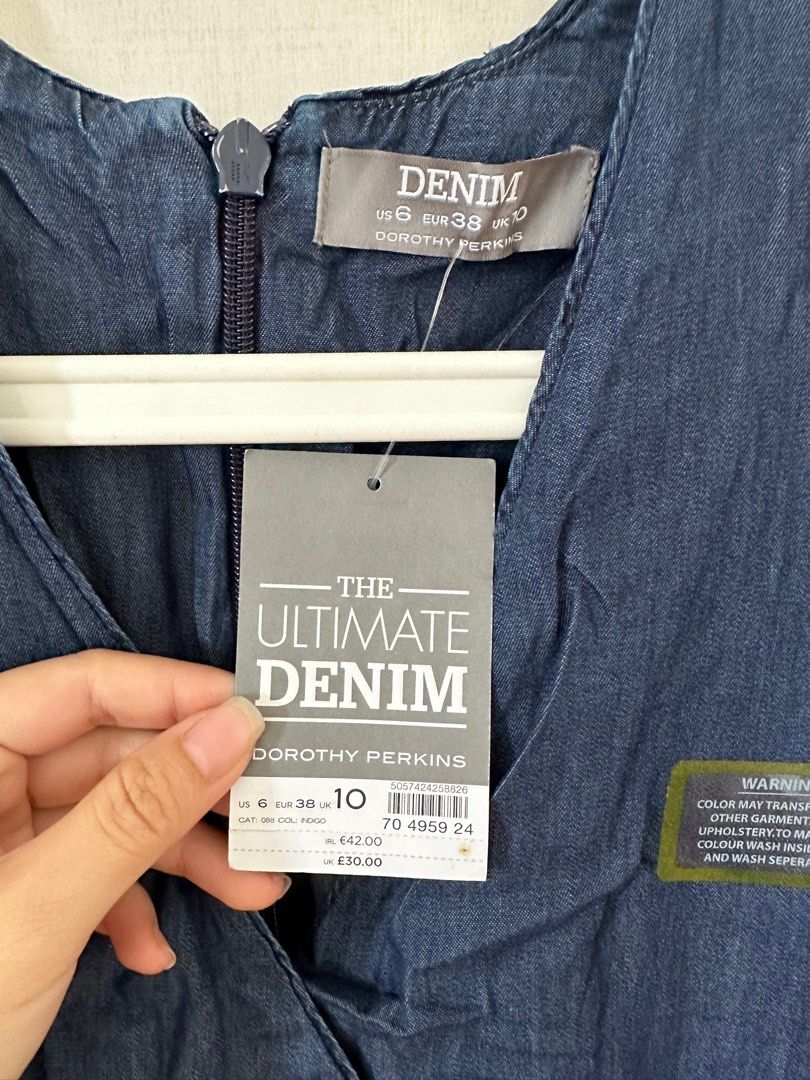 DENIM
US 6 EUR 38 UK 10
DOROTHY PERKINS
THE
ULTIMATE
DENIM
DOROTHY PERKINS
5057424258826
US 6 EUR 38 UK 10
CAT: 088 COL: INDIGO
70 4959 24
IRL €42.00
UK £30.00
WARNIN
COLOR MAY TRANSF
OTHER GARMENT
UPHOLSTERY.TO
COLOUR WASH INSI
AND WASH SEPERA